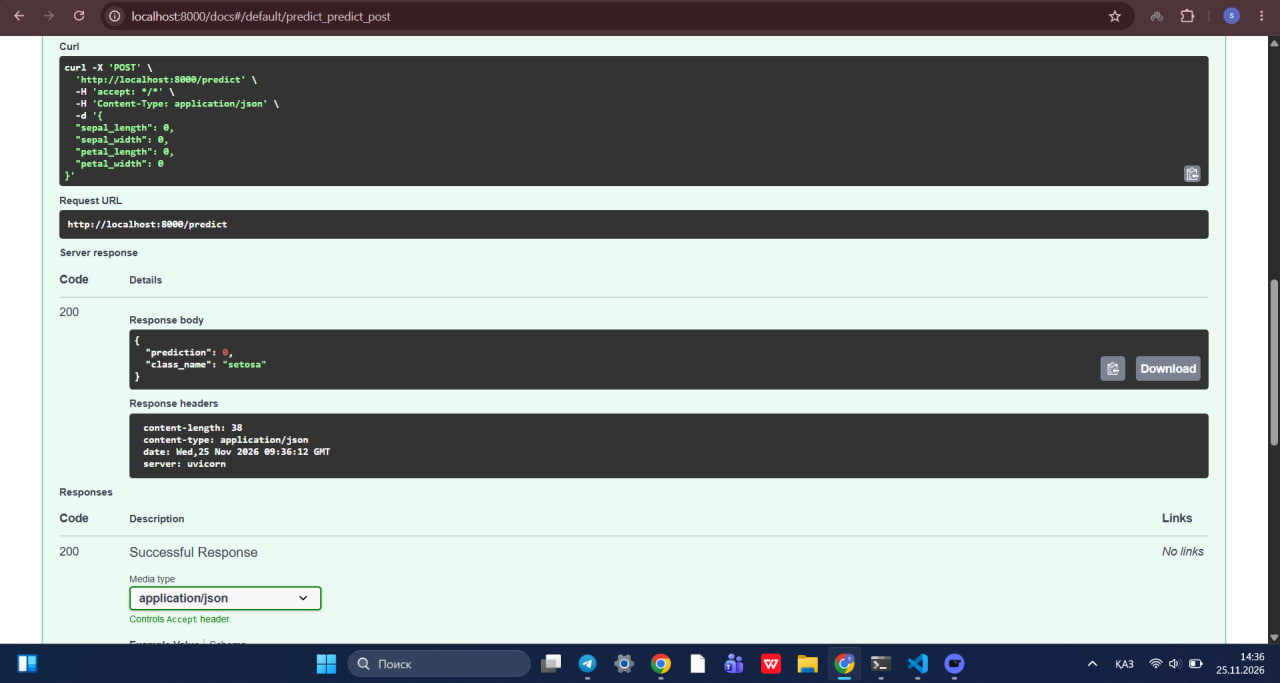 localhost:8000/docs#/default/predict_predict_post
S
Curl
curl -X 'POST' \
'http://localhost:8000/predict' \
-H 'accept: */*' \
-H 'Content-Type: application/json' \
-d '{
"sepal_length": 0,
"sepal_width": 0,
"petal_length": 0,
"petal_width": 0
}'
Request URL
http://localhost:8000/predict
Server response
Code Details
200
Response body
{
"prediction": 0,
"class_name": "setosa"
}
Download
Response headers
content-length: 38
content-type: application/json
date: Wed,25 Nov 2026 09:36:12 GMT
server: uvicorn
Responses
Code Description Links
200 Successful Response No links
Media type
application/json
Controls Accept header.
Example Value | Schema
Поиск
ҚАЗ
14:36
25.11.2026